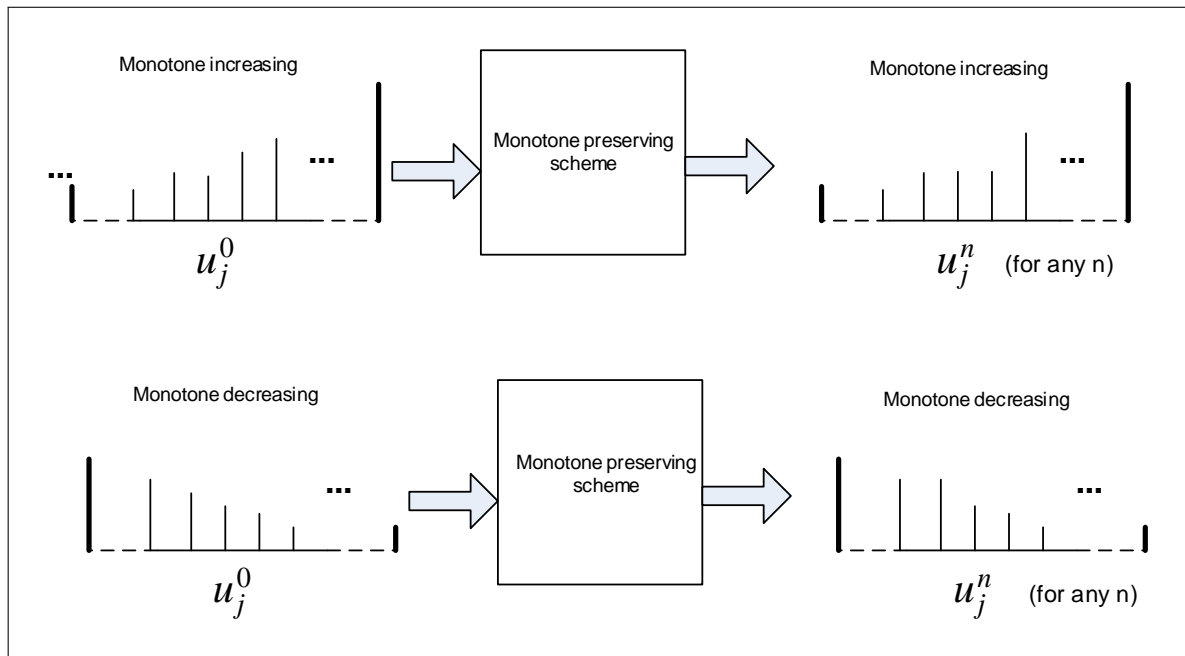 Monotone increasing
Monotone preserving
scheme
Monotone increasing
...
...
...
u_j^0
u_j^n (for any n)
Monotone decreasing
Monotone preserving
scheme
Monotone decreasing
...
...
u_j^0
u_j^n (for any n)